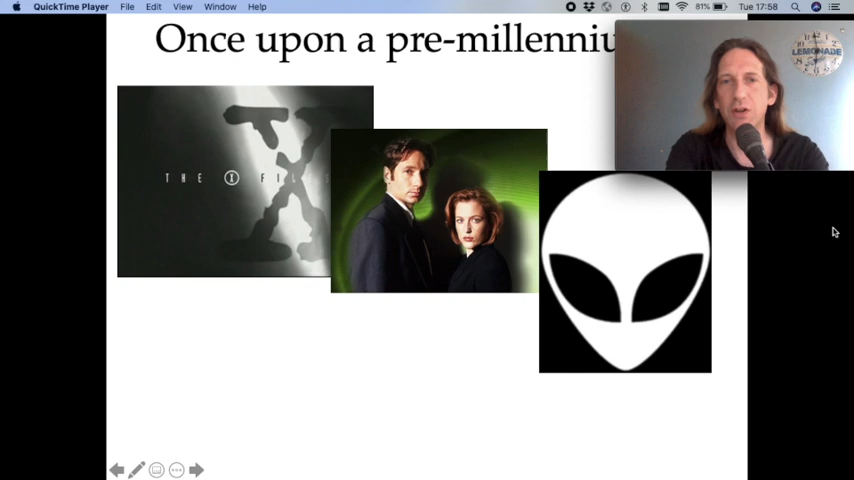 QuickTime Player File Edit View Window Help 81% Tue 17:58
Once upon a pre-millenniu
LEMONADE
THE X FILES